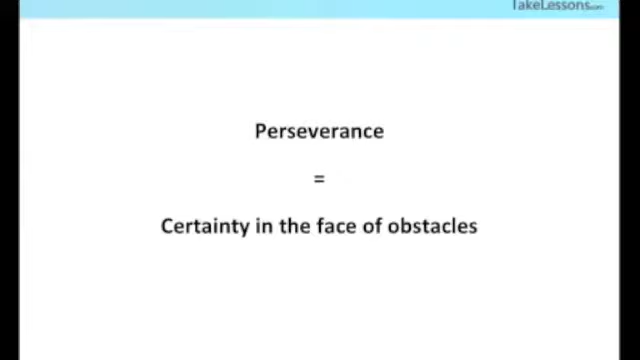 TakeLessons.com
Perseverance
=
Certainty in the face of obstacles